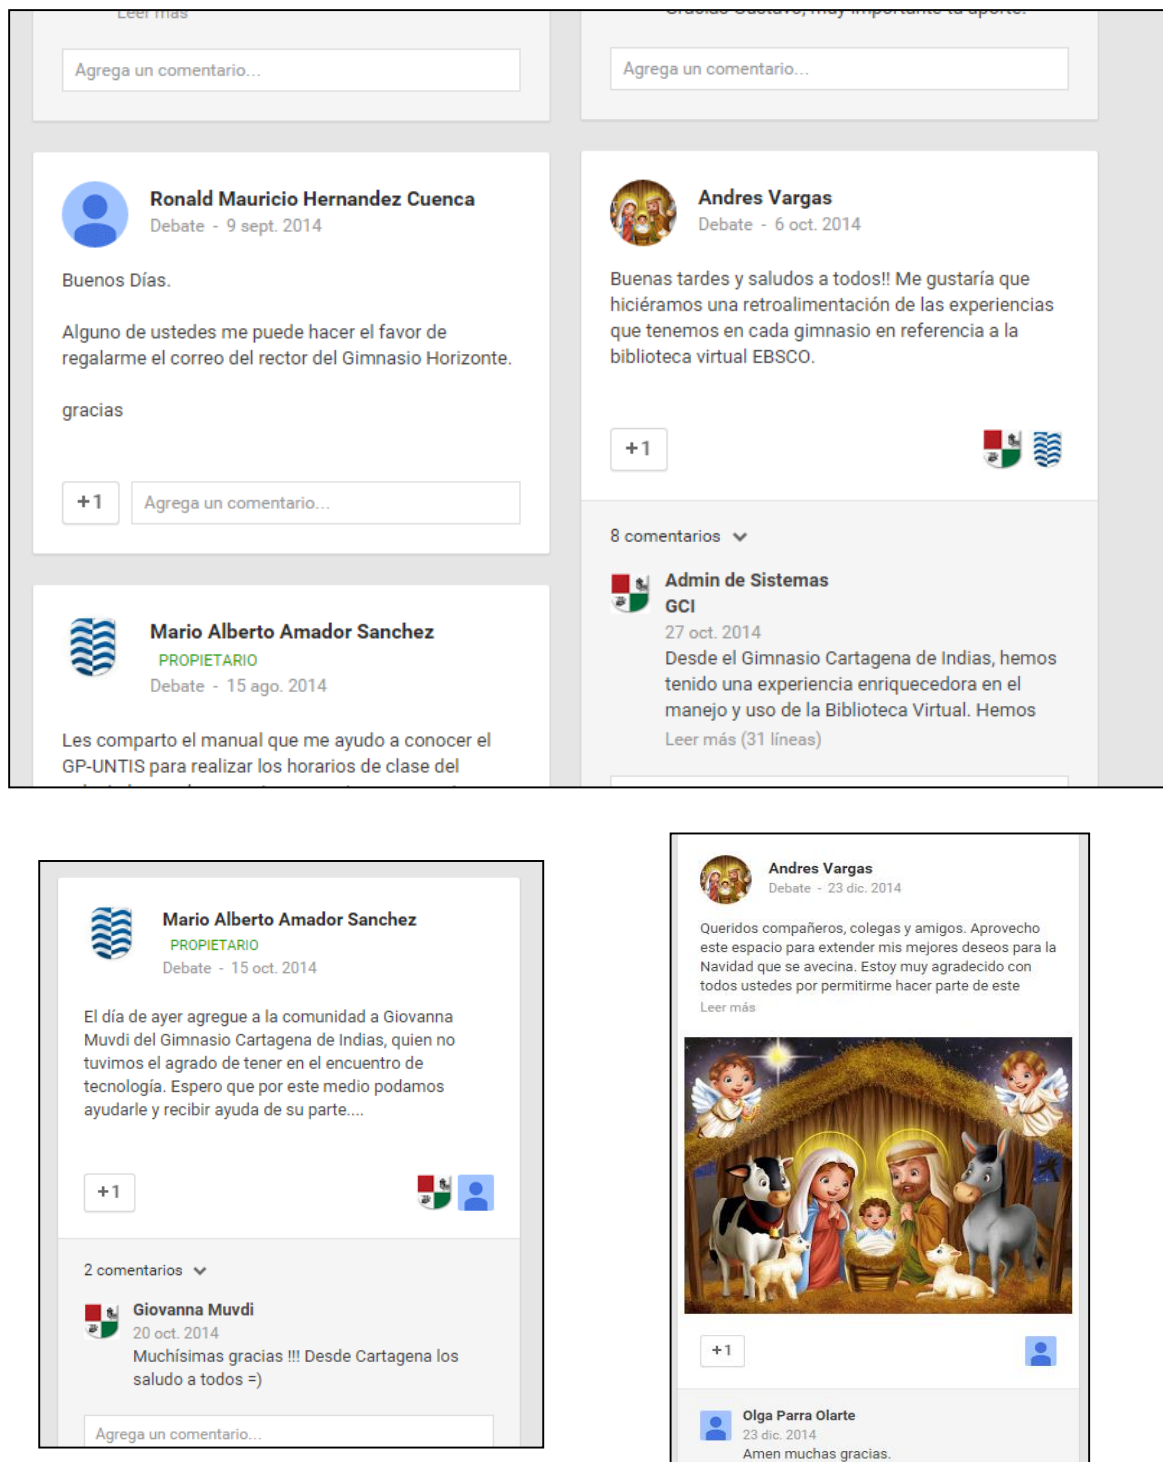 Leer más
Agrega un comentario...
Ronald Mauricio Hernandez Cuenca
Debate - 9 sept. 2014
Buenos Días.
Alguno de ustedes me puede hacer el favor de
regalarme el correo del rector del Gimnasio Horizonte.
gracias
+1
Agrega un comentario...
Mario Alberto Amador Sanchez
PROPIETARIO
Debate - 15 ago. 2014
Les comparto el manual que me ayudo a conocer el
GP-UNTIS para realizar los horarios de clase del
Gracias Gustavo, muy importante tu aporte.
Agrega un comentario...
Andres Vargas
Debate - 6 oct. 2014
Buenas tardes y saludos a todos!! Me gustaría que
hiciéramos una retroalimentación de las experiencias
que tenemos en cada gimnasio en referencia a la
biblioteca virtual EBSCO.
+1
8 comentarios
Admin de Sistemas
GCI
27 oct. 2014
Desde el Gimnasio Cartagena de Indias, hemos
tenido una experiencia enriquecedora en el
manejo y uso de la Biblioteca Virtual. Hemos
Leer más (31 líneas)
Mario Alberto Amador Sanchez
PROPIETARIO
Debate - 15 oct. 2014
El día de ayer agregue a la comunidad a Giovanna
Muvdi del Gimnasio Cartagena de Indias, quien no
tuvimos el agrado de tener en el encuentro de
tecnología. Espero que por este medio podamos
ayudarle y recibir ayuda de su parte....
+1
2 comentarios
Giovanna Muvdi
20 oct. 2014
Muchísimas gracias !!! Desde Cartagena los
saludo a todos =)
Agrega un comentario...
Andres Vargas
Debate - 23 dic. 2014
Queridos compañeros, colegas y amigos. Aprovecho
este espacio para extender mis mejores deseos para la
Navidad que se avecina. Estoy muy agradecido con
todos ustedes por permitirme hacer parte de este
Leer más
+1
Olga Parra Olarte
23 dic. 2014
Amen muchas gracias.